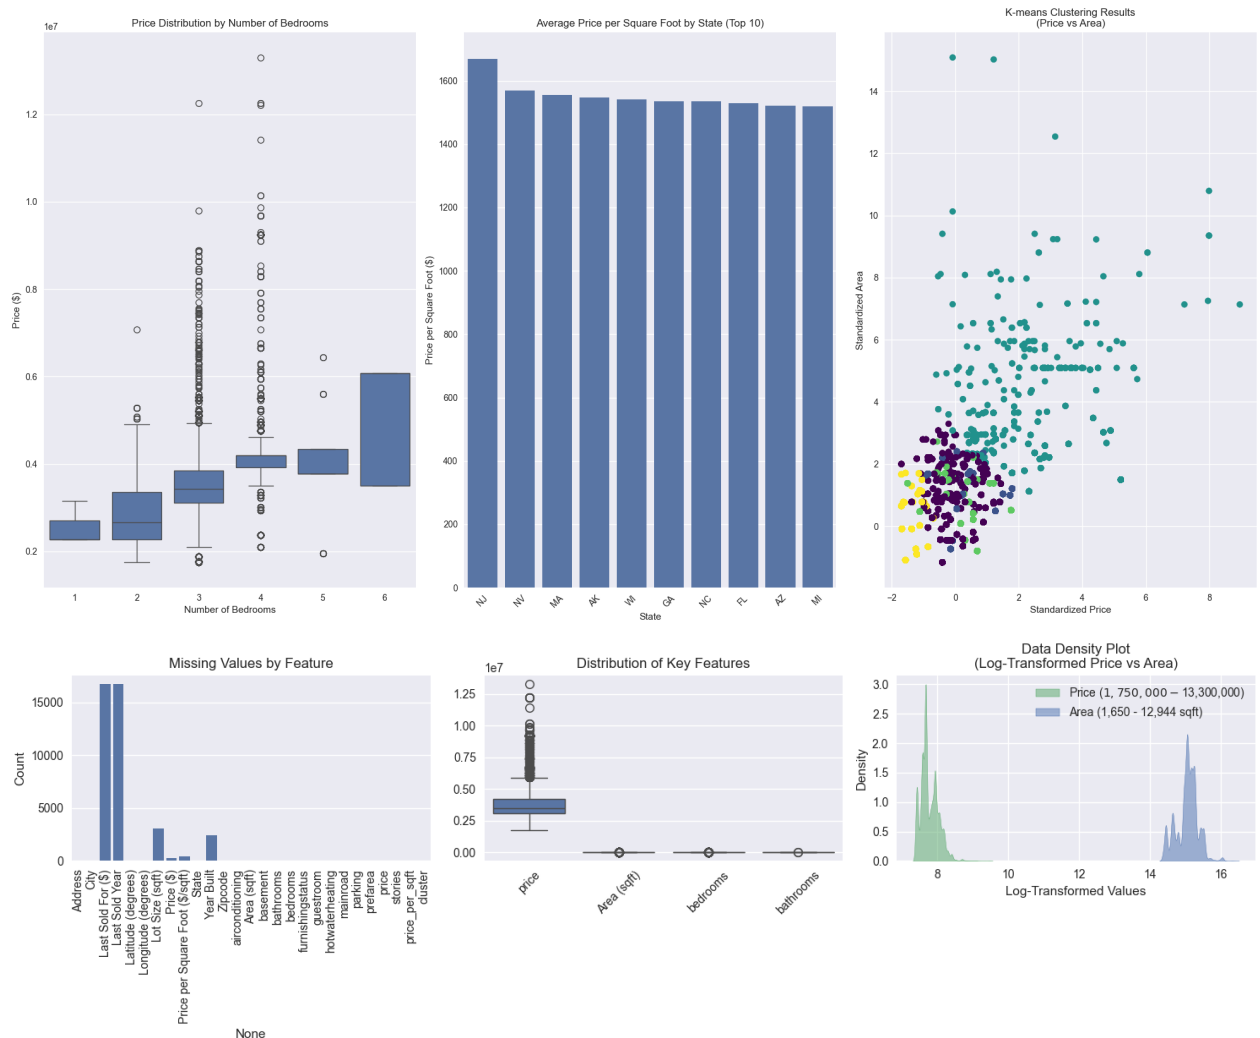 Price Distribution by Number of Bedrooms
1e7
1.2
1.0
0.8
0.6
0.4
0.2
Price ($)
1 2 3 4 5 6
Number of Bedrooms
Average Price per Square Foot by State (Top 10)
1600
1400
1200
1000
800
600
400
200
0
Price per Square Foot ($)
NJ NV MA AK WI GA NC FL AZ MI
State
K-means Clustering Results
(Price vs Area)
14
12
10
8
6
4
2
0
Standardized Area
−2 0 2 4 6 8
Standardized Price
Missing Values by Feature
15000
10000
5000
0
Count
Address
City
Last Sold For ($)
Last Sold Year
Latitude (degrees)
Longitude (degrees)
Lot Size (sqft)
Price ($)
Price per Square Foot ($/sqft)
State
Year Built
Zipcode
airconditioning
Area (sqft)
basement
bathrooms
bedrooms
furnishingstatus
guestroom
hotwaterheating
mainroad
parking
prefarea
price
stories
price_per_sqft
cluster
None
Distribution of Key Features
1e7
1.25
1.00
0.75
0.50
0.25
0.00
price
Area (sqft)
bedrooms
bathrooms
Data Density Plot
(Log-Transformed Price vs Area)
3.0
2.5
2.0
1.5
1.0
0.5
0.0
Density
Price (1, 750, 000 − 13,300,000)
Area (1,650 - 12,944 sqft)
8 10 12 14 16
Log-Transformed Values